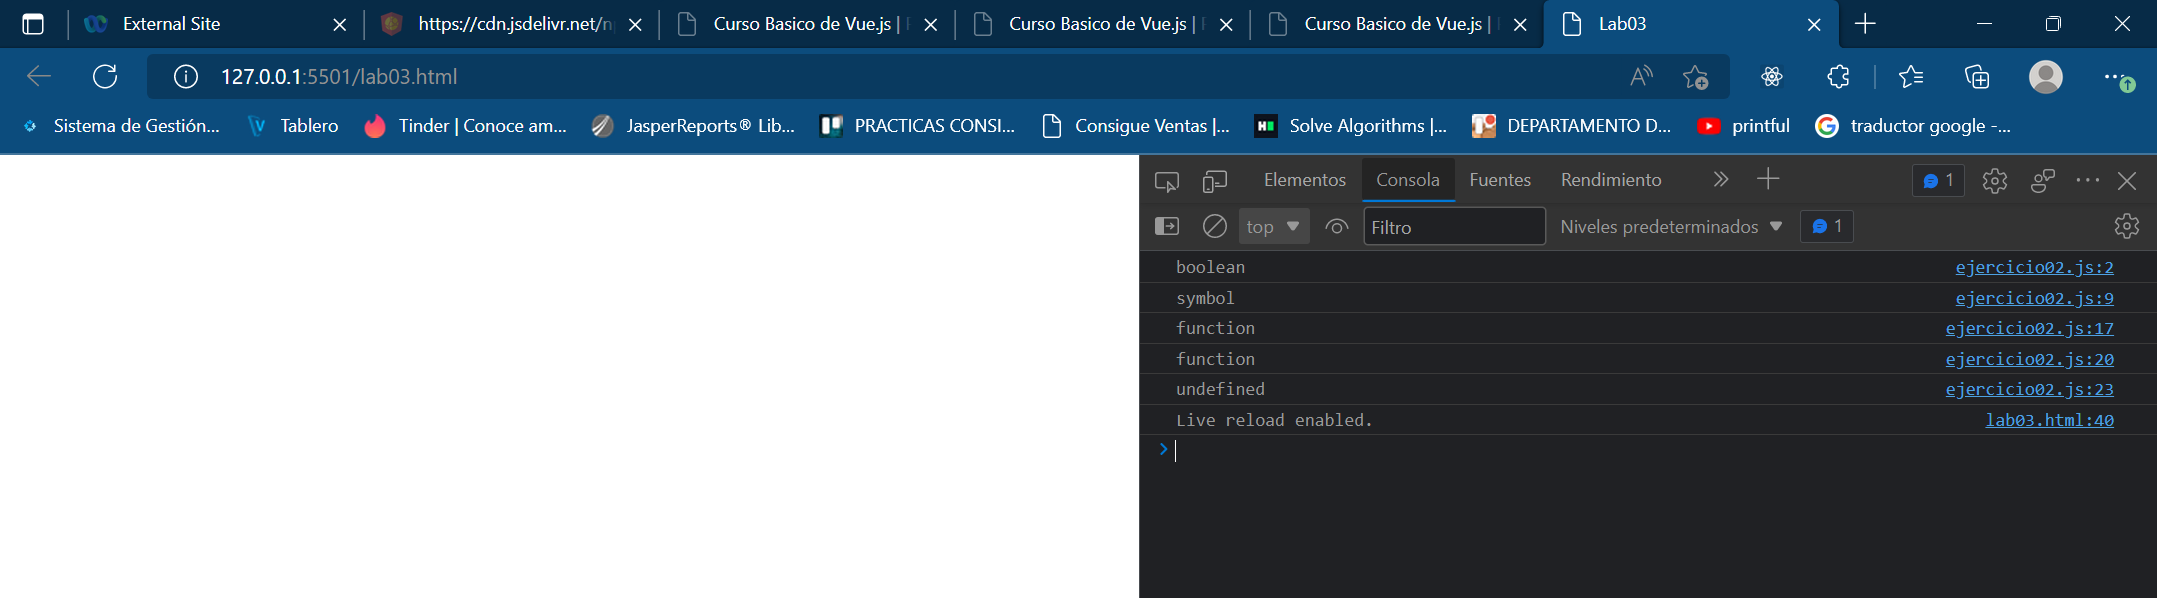 External Site https://cdn.jsdelivr.net/n Curso Basico de Vue.js | Curso Basico de Vue.js | Curso Basico de Vue.js | Lab03
127.0.0.1:5501/lab03.html
Sistema de Gestión... Tablero Tinder | Conoce am... JasperReports® Lib... PRACTICAS CONSI... Consigue Ventas |... Solve Algorithms |... DEPARTAMENTO D... printful traductor google -...
Elementos Consola Fuentes Rendimiento 1
top Filtro Niveles predeterminados 1
boolean ejercicio02.js:2
symbol ejercicio02.js:9
function ejercicio02.js:17
function ejercicio02.js:20
undefined ejercicio02.js:23
Live reload enabled. lab03.html:40